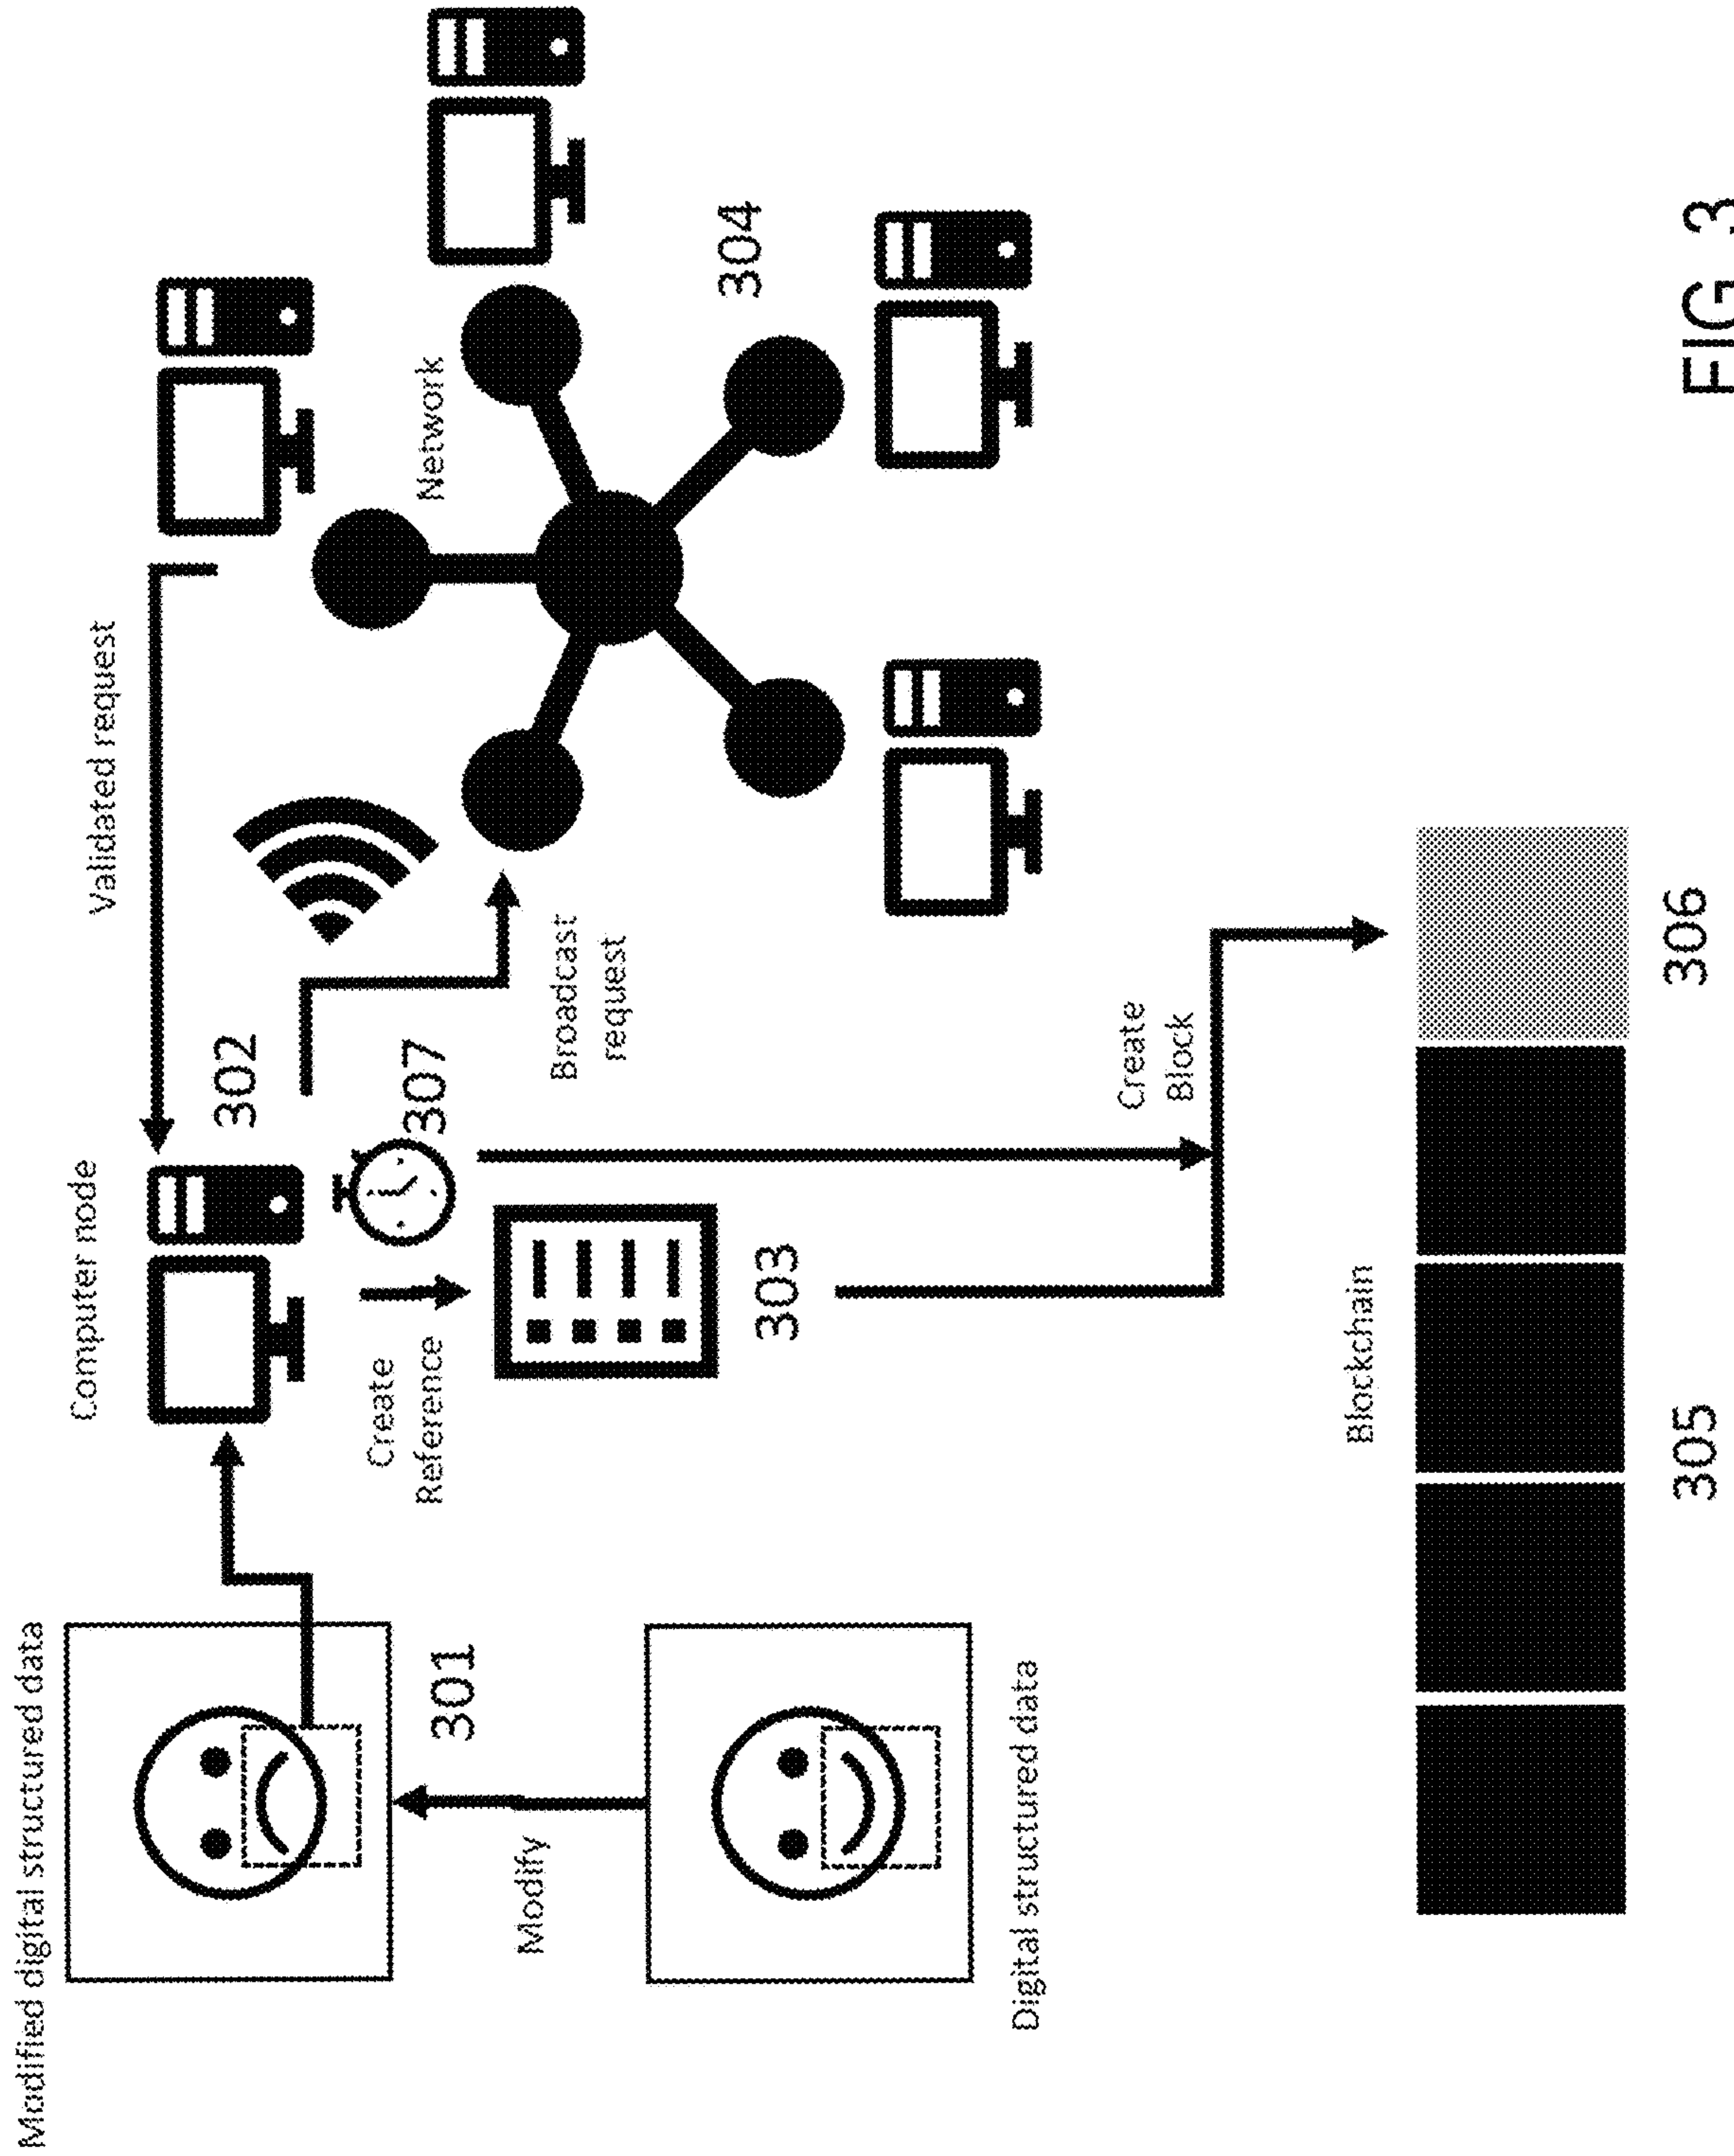 Modified digital structured data
Computer node
Validated request
302
301
Create
Reference
307
Network
Modify
303
Broadcast
request
304
Digital structured data
Create
Block
Blockchain
305
306
FIG. 3